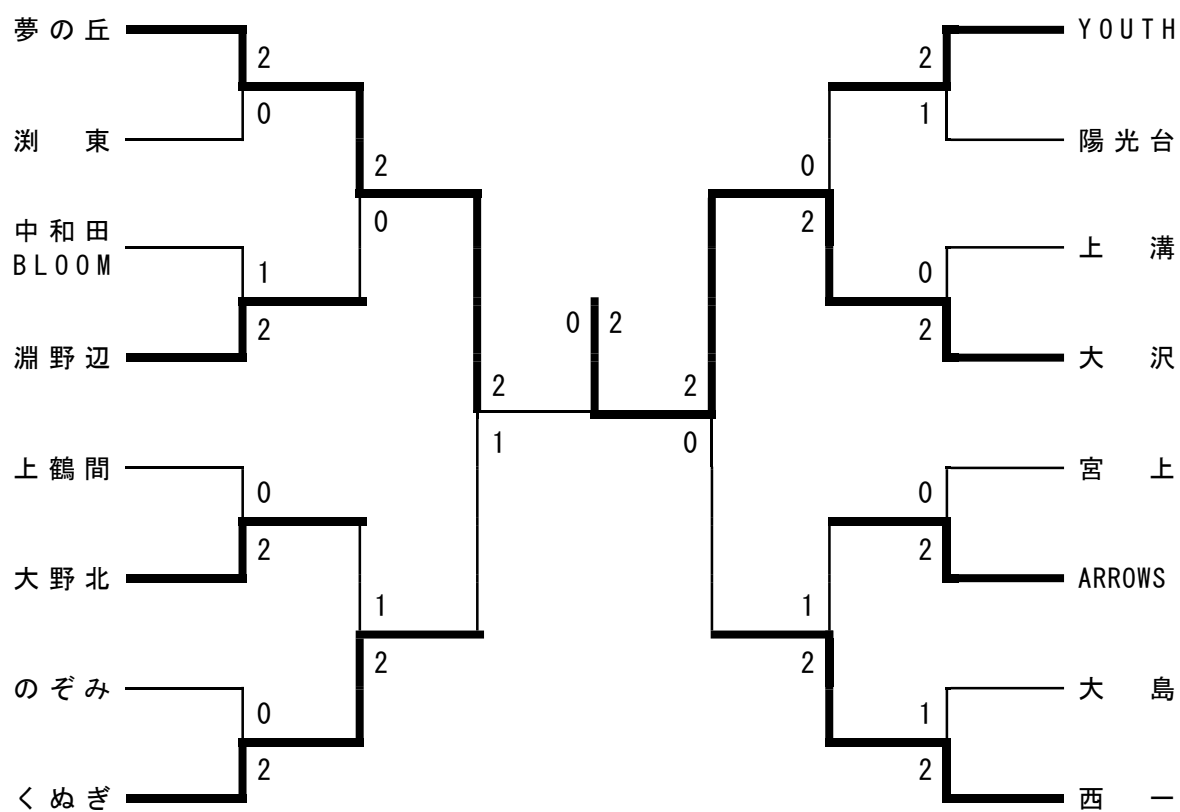 夢の丘
2
0
渕東
2
0
中和田
BLOOM
1
2
淵野辺
2
1
上鶴間
0
2
大野北
1
2
のぞみ
0
2
くぬぎ
0 2
YOUTH
2
1
陽光台
0
2
上溝
0
2
大沢
2
0
宮上
0
2
ARROWS
1
2
大島
1
2
西一